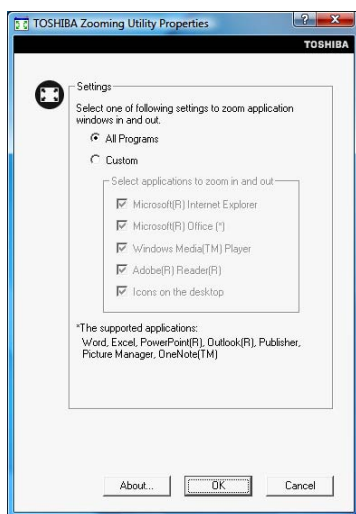 TOSHIBA Zooming Utility Properties
TOSHIBA
Settings
Select one of following settings to zoom application
windows in and out.
All Programs
Custom
Select applications to zoom in and out
Microsoft(R) Internet Explorer
Microsoft(R) Office (*)
Windows Media(TM) Player
Adobe(R) Reader(R)
Icons on the desktop
*The supported applications:
Word, Excel, PowerPoint(R), Outlook(R), Publisher,
Picture Manager, OneNote(TM)
About... OK Cancel